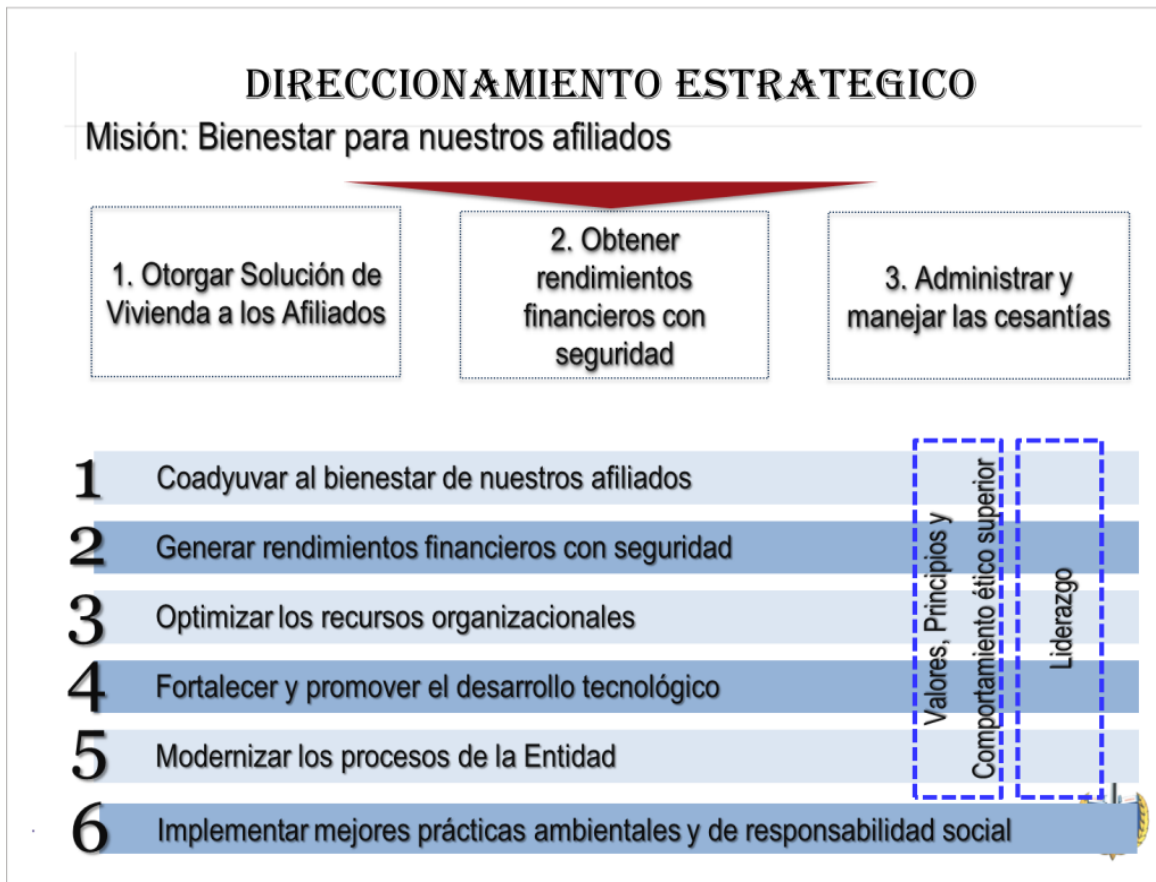 DIRECCIONAMIENTO ESTRATEGICO
Misión: Bienestar para nuestros afiliados
1. Otorgar Solución de
Vivienda a los Afiliados
2. Obtener
rendimientos
financieros con
seguridad
3. Administrar y
manejar las cesantías
1 Coadyuvar al bienestar de nuestros afiliados
2 Generar rendimientos financieros con seguridad
3 Optimizar los recursos organizacionales
4 Fortalecer y promover el desarrollo tecnológico
5 Modernizar los procesos de la Entidad
6 Implementar mejores prácticas ambientales y de responsabilidad social
Valores, Principios y
Comportamiento ético superior
Liderazgo